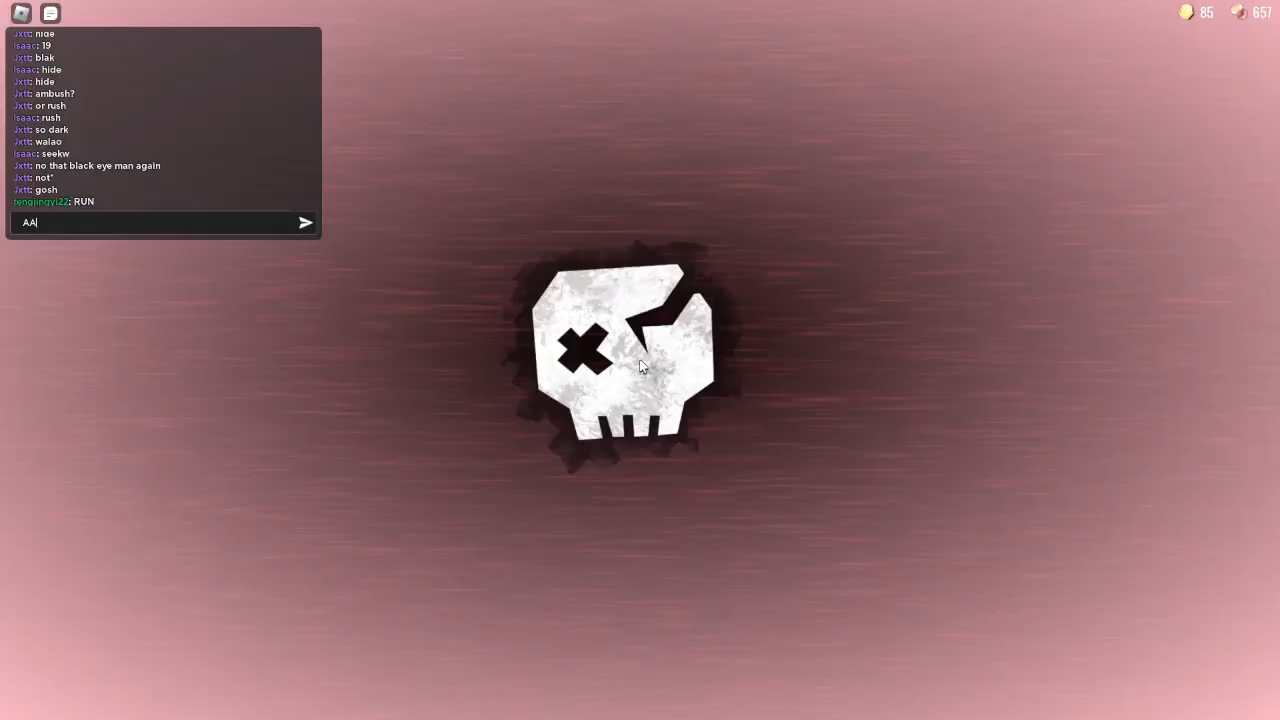 85
657
Jxtt: hide
Isaac: 19
Jxtt: blak
Isaac: hide
Jxtt: hide
Jxtt: ambush?
Jxtt: or rush
Isaac: rush
Jxtt: so dark
Jxtt: walao
Isaac: seekw
Jxtt: no that black eye man again
Jxtt: not*
Jxtt: gosh
tengjingyi22: RUN
AA